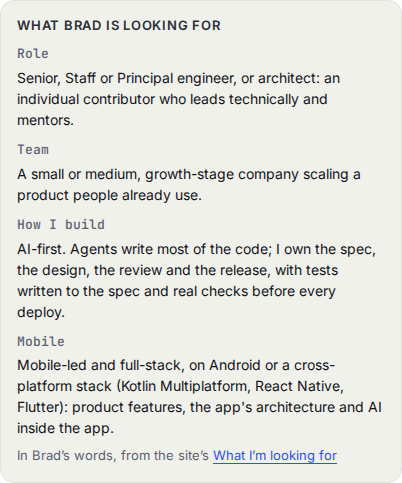 WHAT BRAD IS LOOKING FOR
Role
Senior, Staff or Principal engineer, or architect: an
individual contributor who leads technically and
mentors.
Team
A small or medium, growth-stage company scaling a
product people already use.
How I build
AI-first. Agents write most of the code; I own the spec,
the design, the review and the release, with tests
written to the spec and real checks before every
deploy.
Mobile
Mobile-led and full-stack, on Android or a cross-
platform stack (Kotlin Multiplatform, React Native,
Flutter): product features, the app's architecture and AI
inside the app.
In Brad’s words, from the site’s What I’m looking for